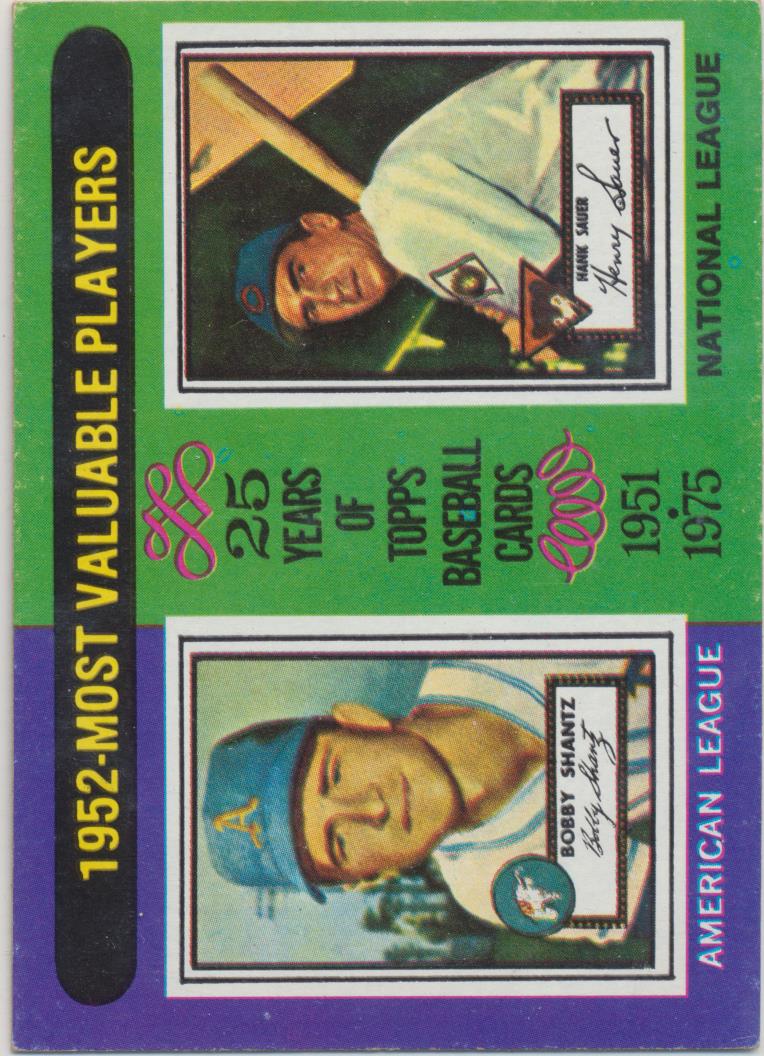 1952-MOST VALUABLE PLAYERS
A
BOBBY SHANTZ
Bobby Shantz
AMERICAN LEAGUE
25
YEARS
OF
TOPPS
BASEBALL
CARDS
1951
•
1975
C
HANK SAUER
Henry Sauer
NATIONAL LEAGUE